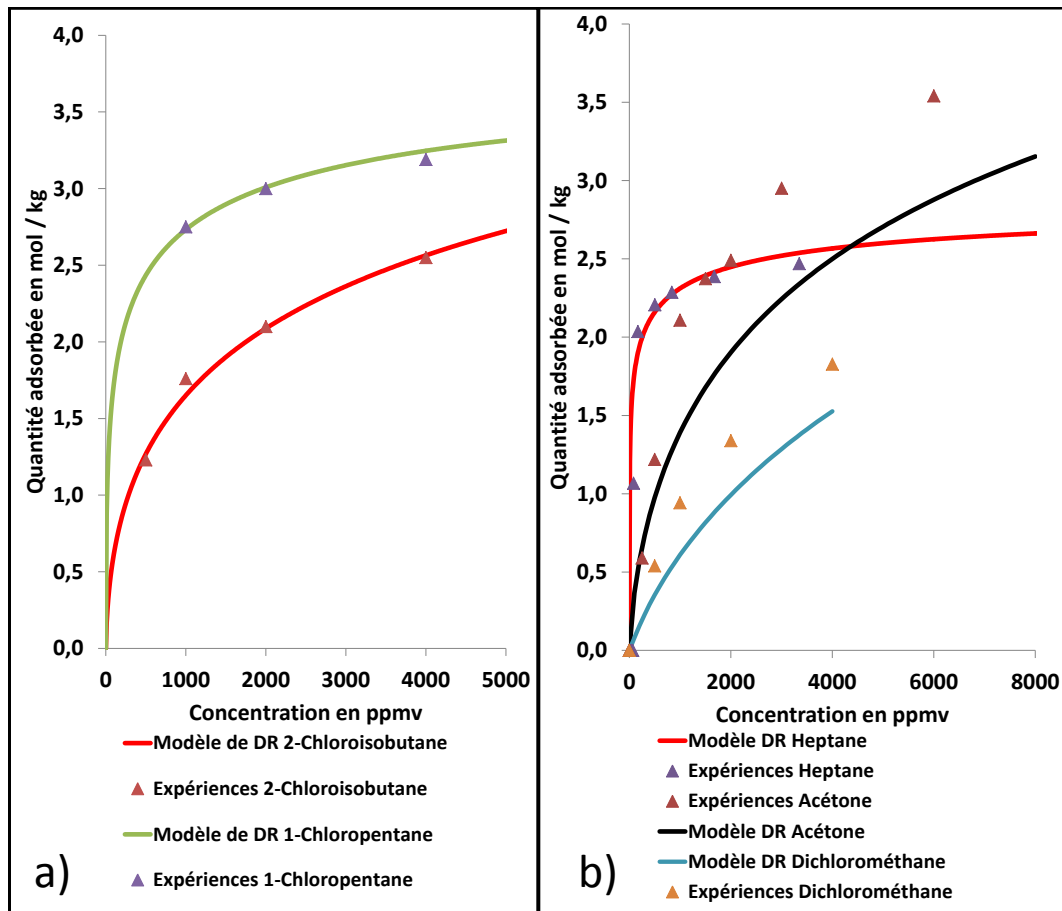 4,0
3,5
3,0
2,5
2,0
1,5
1,0
0,5
0,0
Quantité adsorbée en mol / kg
0 1000 2000 3000 4000 5000
Concentration en ppmv
Modèle de DR 2-Chloroisobutane
Expériences 2-Chloroisobutane
Modèle de DR 1-Chloropentane
Expériences 1-Chloropentane
a)
4,0
3,5
3,0
2,5
2,0
1,5
1,0
0,5
0,0
Quantité adsorbée en mol / kg
0 2000 4000 6000 8000
Concentration en ppmv
Modèle DR Heptane
Expériences Heptane
Expériences Acétone
Modèle DR Acétone
Modèle DR Dichlorométhane
Expériences Dichlorométhane
b)